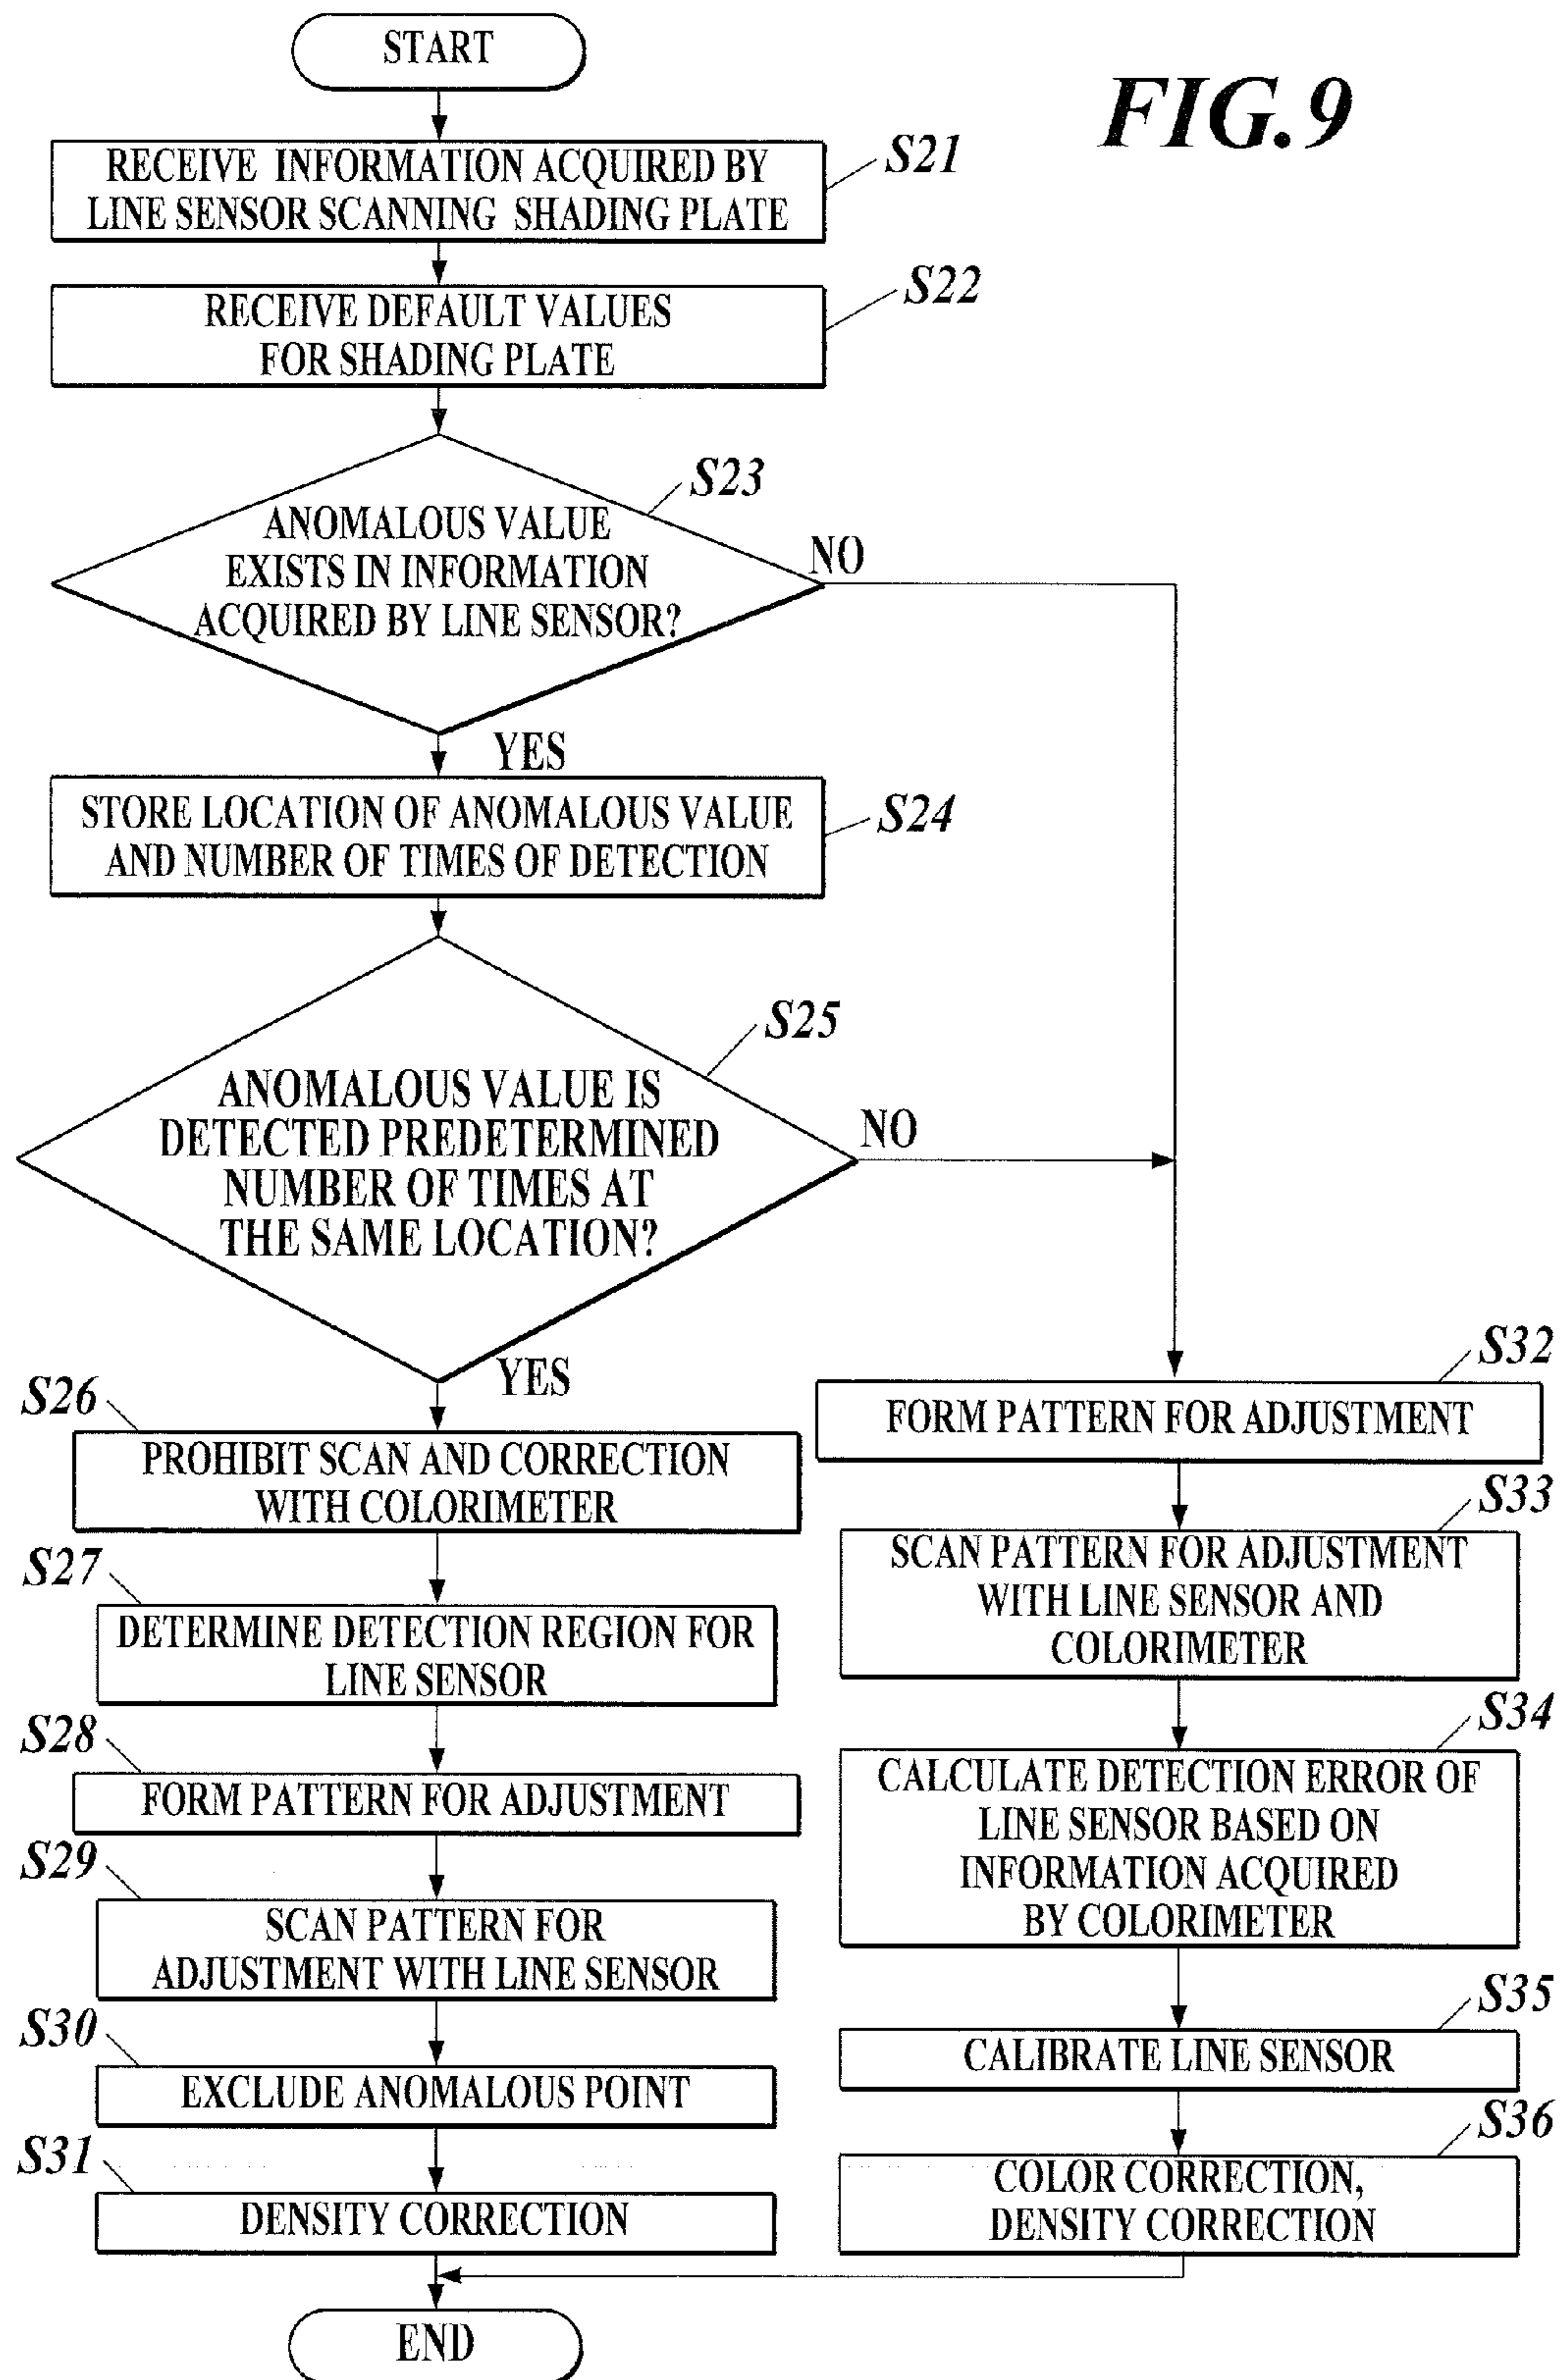 START
FIG.9
RECEIVE INFORMATION ACQUIRED BY
LINE SENSOR SCANNING SHADING PLATE
S21
RECEIVE DEFAULT VALUES
FOR SHADING PLATE
S22
ANOMALOUS VALUE
EXISTS IN INFORMATION
ACQUIRED BY LINE SENSOR?
S23
NO
YES
STORE LOCATION OF ANOMALOUS VALUE
AND NUMBER OF TIMES OF DETECTION
S24
ANOMALOUS VALUE IS
DETECTED PREDETERMINED
NUMBER OF TIMES AT
THE SAME LOCATION?
S25
NO
YES
S26
PROHIBIT SCAN AND CORRECTION
WITH COLORIMETER
S27
DETERMINE DETECTION REGION FOR
LINE SENSOR
S28
FORM PATTERN FOR ADJUSTMENT
S29
SCAN PATTERN FOR
ADJUSTMENT WITH LINE SENSOR
S30
EXCLUDE ANOMALOUS POINT
S31
DENSITY CORRECTION
S32
FORM PATTERN FOR ADJUSTMENT
S33
SCAN PATTERN FOR ADJUSTMENT
WITH LINE SENSOR AND
COLORIMETER
S34
CALCULATE DETECTION ERROR OF
LINE SENSOR BASED ON
INFORMATION ACQUIRED
BY COLORIMETER
S35
CALIBRATE LINE SENSOR
S36
COLOR CORRECTION,
DENSITY CORRECTION
END